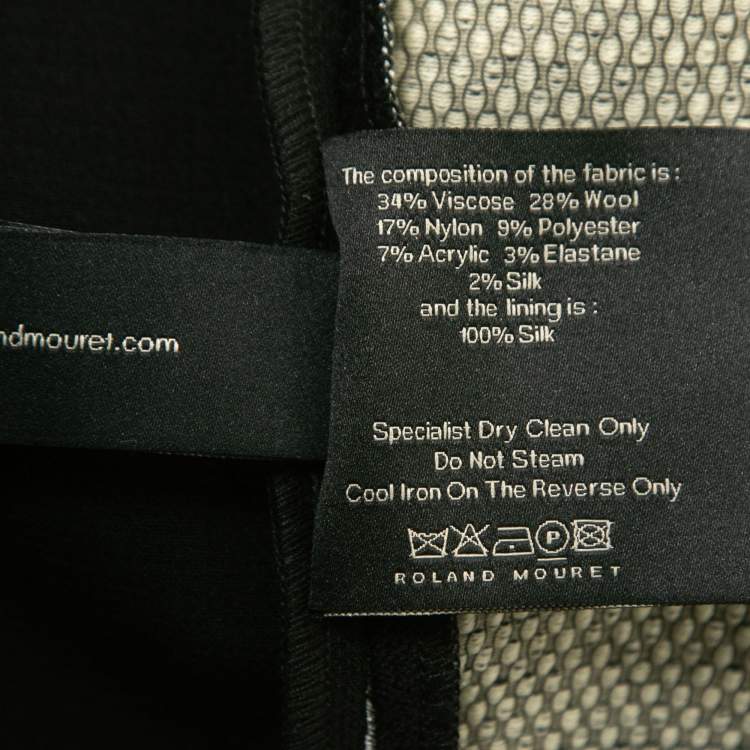 The composition of the fabric is :
34% Viscose 28% Wool
17% Nylon 9% Polyester
7% Acrylic 3% Elastane
2% Silk
and the lining is :
100% Silk
Specialist Dry Clean Only
Do Not Steam
Cool Iron On The Reverse Only
P
ROLAND MOURET
ndmouret.com